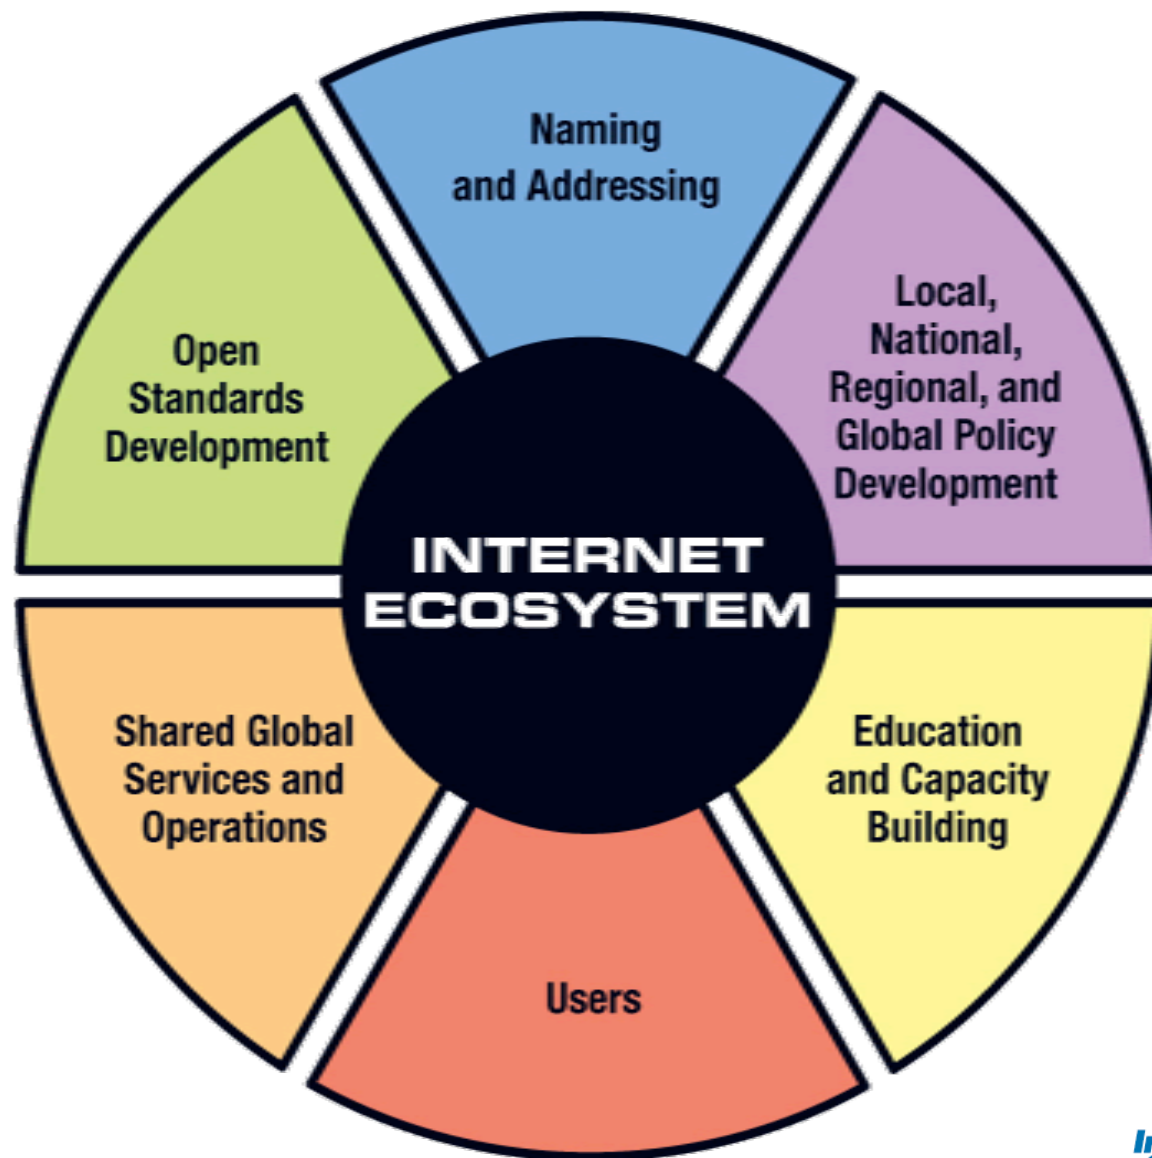 Naming
and Addressing
Local,
National,
Regional, and
Global Policy
Development
Open
Standards
Development
INTERNET
ECOSYSTEM
Shared Global
Services and
Operations
Education
and Capacity
Building
Users